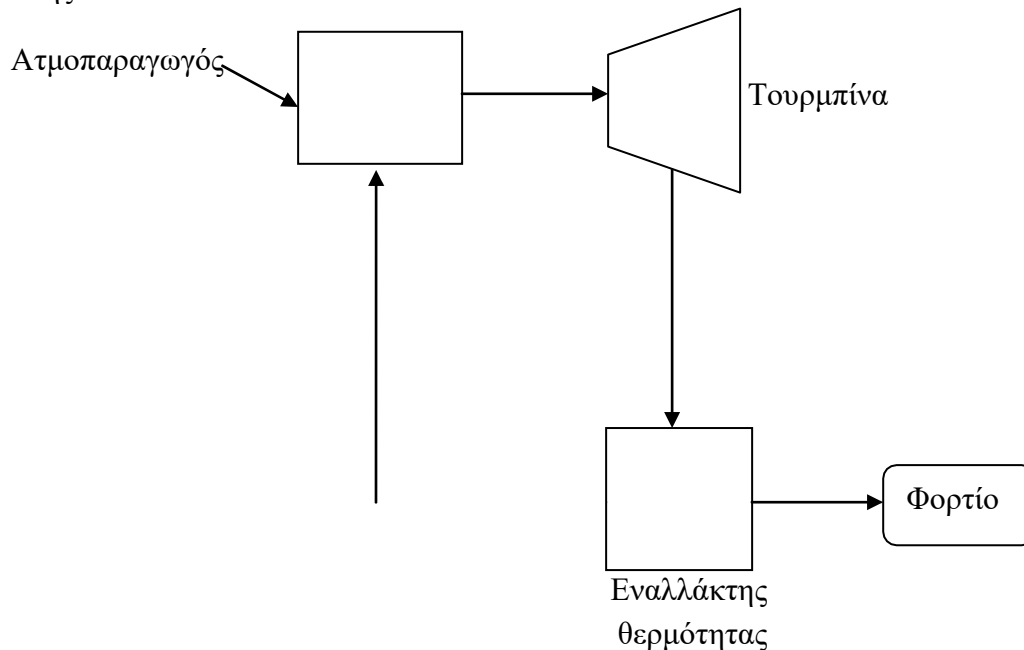 Ατμοπαραγωγός
Τουρμπίνα
Φορτίο
Εναλλάκτης
θερμότητας